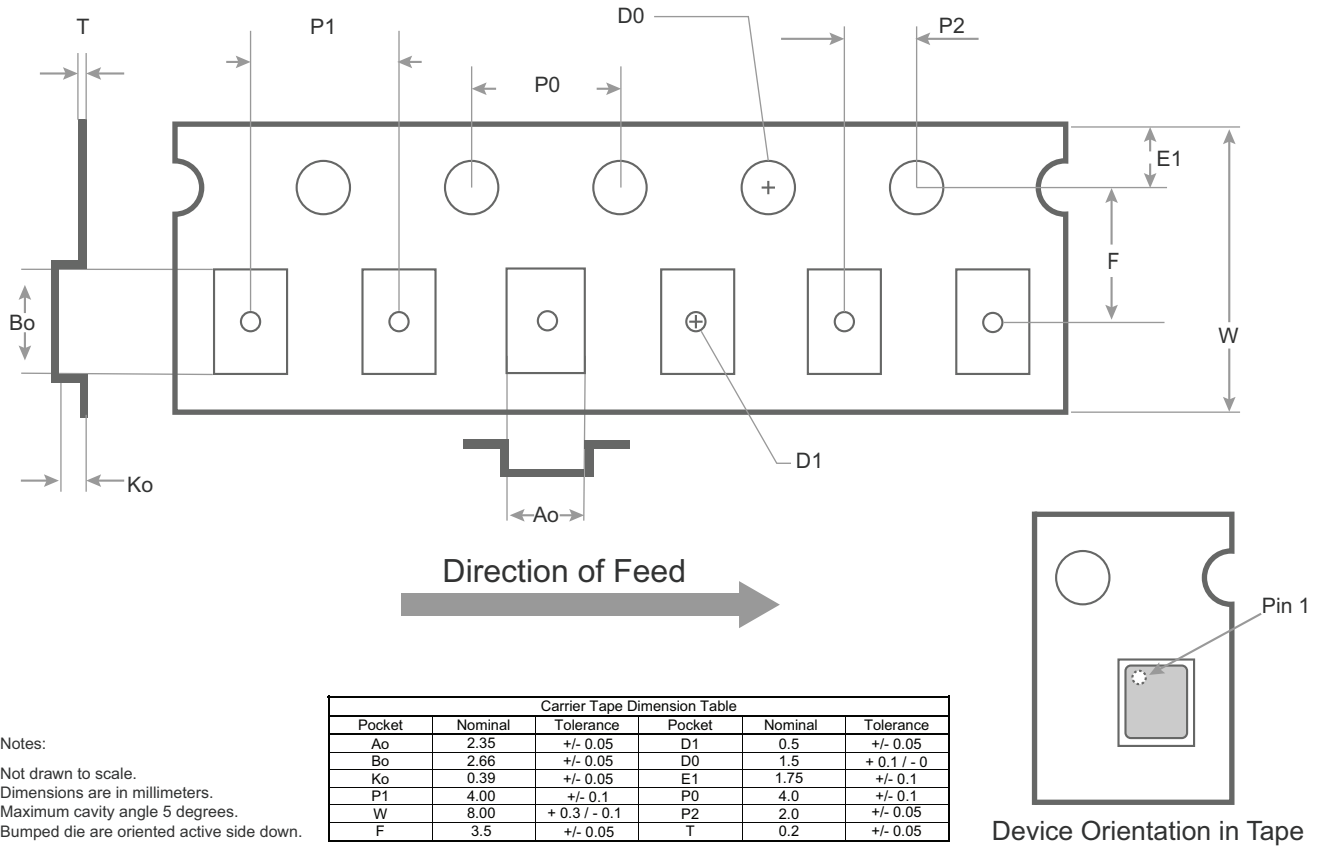 T
P1
D0
P2
P0
E1
F
Bo
W
D1
Ko
Ao
Direction of Feed
Pin 1
Carrier Tape Dimension Table
Pocket Nominal Tolerance Pocket Nominal Tolerance
Ao 2.35 +/- 0.05 D1 0.5 +/- 0.05
Bo 2.66 +/- 0.05 D0 1.5 + 0.1 / - 0
Ko 0.39 +/- 0.05 E1 1.75 +/- 0.1
P1 4.00 +/- 0.1 P0 4.0 +/- 0.1
W 8.00 + 0.3 / - 0.1 P2 2.0 +/- 0.05
F 3.5 +/- 0.05 T 0.2 +/- 0.05
Notes:
Not drawn to scale.
Dimensions are in millimeters.
Maximum cavity angle 5 degrees.
Bumped die are oriented active side down.
Device Orientation in Tape